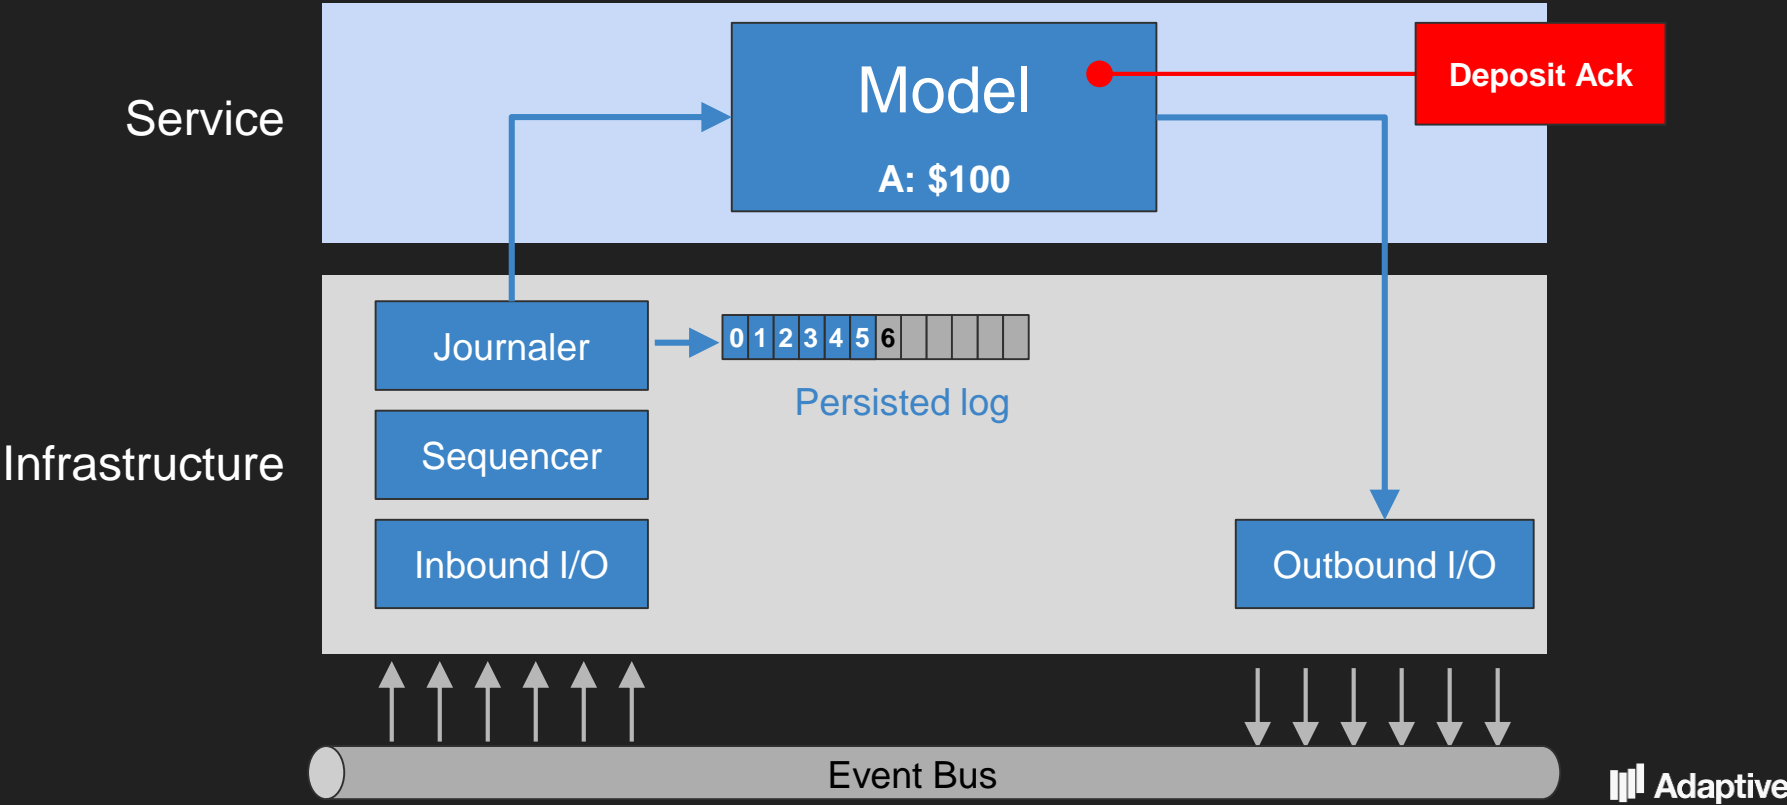 Service
Model
A: $100
Deposit Ack
Infrastructure
Journaler
0 1 2 3 4 5 6
Persisted log
Sequencer
Inbound I/O
Outbound I/O
Event Bus
Adaptive